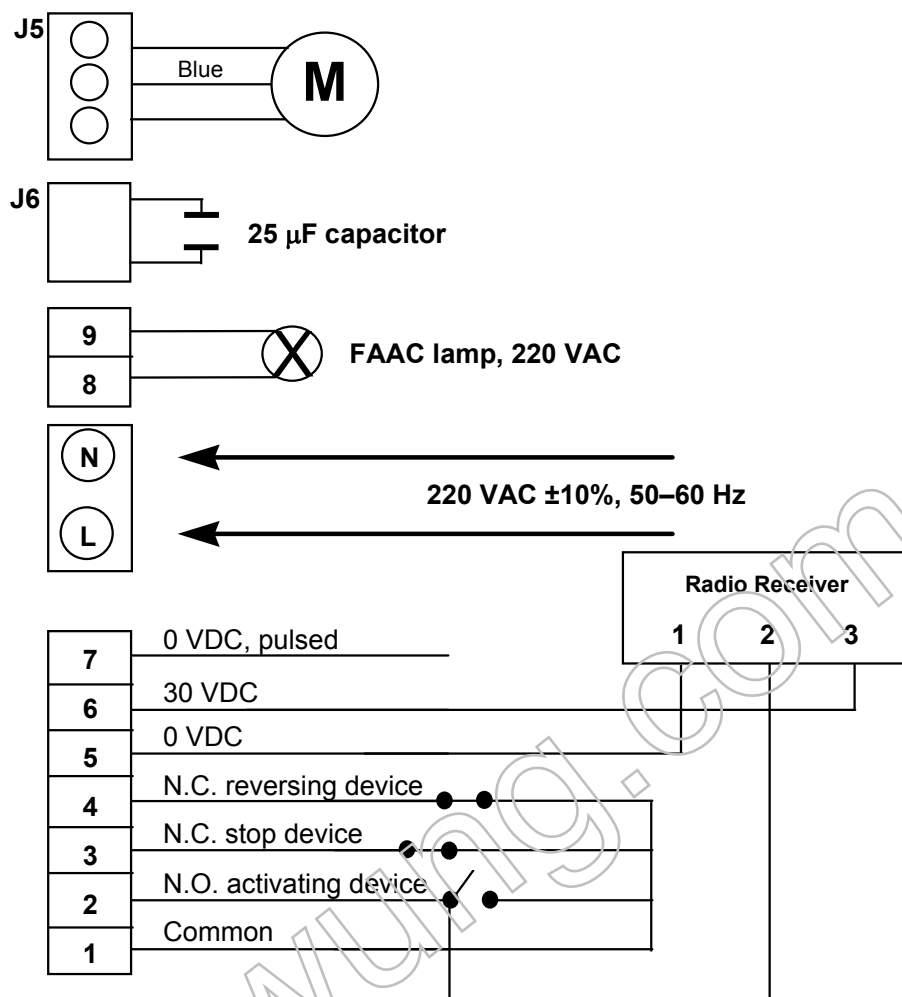 J5
Blue
M
J6
25 µF capacitor
9
FAAC lamp, 220 VAC
8
N
220 VAC ±10%, 50–60 Hz
L
Radio Receiver
1 2 3
7 0 VDC, pulsed
6 30 VDC
5 0 VDC
4 N.C. reversing device
3 N.C. stop device
2 N.O. activating device
1 Common
wung.com